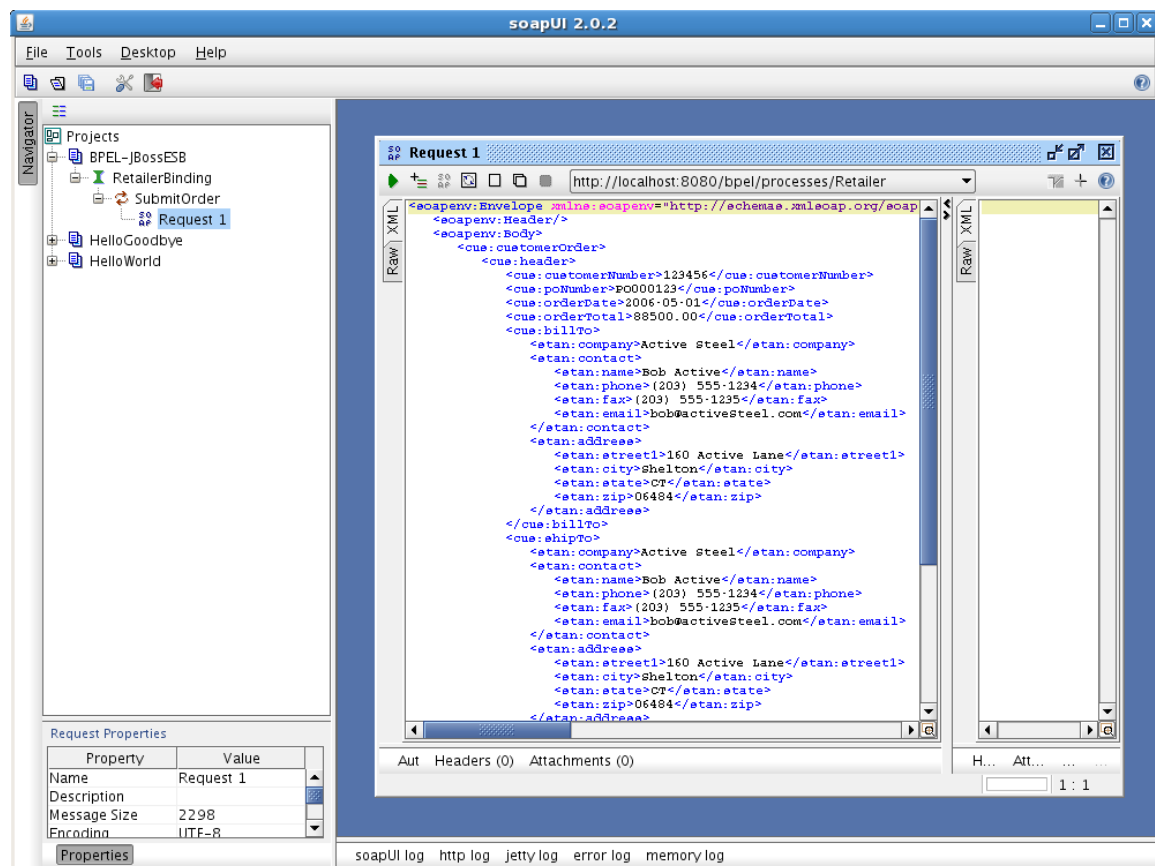 soapUI 2.0.2
File Tools Desktop Help
Navigator
Projects
BPEL-JBossESB
RetailerBinding
SubmitOrder
Request 1
HelloGoodbye
HelloWorld
Request 1
http://localhost:8080/bpel/processes/Retailer
XML
Raw
<soapenv:Envelope xmlns:soapenv="http://schemas.xmlsoap.org/soap
<soapenv:Header/>
<soapenv:Body>
<cus:customerOrder>
<cus:header>
<cus:customerNumber>123456</cus:customerNumber>
<cus:poNumber>PO000123</cus:poNumber>
<cus:orderDate>2006-05-01</cus:orderDate>
<cus:orderTotal>88500.00</cus:orderTotal>
<cus:billTo>
<stan:company>Active Steel</stan:company>
<stan:contact>
<stan:name>Bob Active</stan:name>
<stan:phone>(203) 555-1234</stan:phone>
<stan:fax>(203) 555-1235</stan:fax>
<stan:email>bob@activeSteel.com</stan:email>
</stan:contact>
<stan:address>
<stan:street1>160 Active Lane</stan:street1>
<stan:city>Shelton</stan:city>
<stan:state>CT</stan:state>
<stan:zip>06484</stan:zip>
</stan:address>
</cus:billTo>
<cus:shipTo>
<stan:company>Active Steel</stan:company>
<stan:contact>
<stan:name>Bob Active</stan:name>
<stan:phone>(203) 555-1234</stan:phone>
<stan:fax>(203) 555-1235</stan:fax>
<stan:email>bob@activeSteel.com</stan:email>
</stan:contact>
<stan:address>
<stan:street1>160 Active Lane</stan:street1>
<stan:city>Shelton</stan:city>
<stan:state>CT</stan:state>
<stan:zip>06484</stan:zip>
</stan:address>
XML
Raw
Aut Headers (0) Attachments (0)
H... Att... ... ...
1 : 1
Request Properties
Property Value
Name Request 1
Description
Message Size 2298
Encoding UTF-8
Properties
soapUI log http log jetty log error log memory log